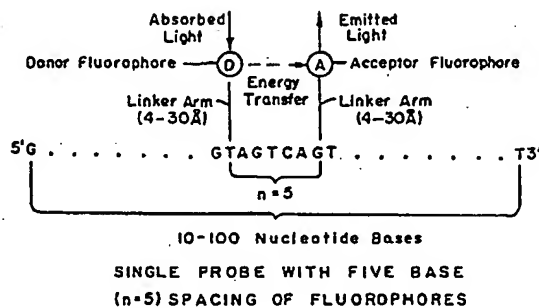 Absorbed Light
Emitted Light
Donor Fluorophore
D
A
Acceptor Fluorophore
Energy Transfer
Linker Arm (4-30Å)
Linker Arm (4-30Å)
5'G . . . . . . . GTAGTCAGT. . . . . . . . T3'
n=5
10-100 Nucleotide Bases
SINGLE PROBE WITH FIVE BASE
(n=5) SPACING OF FLUOROPHORES